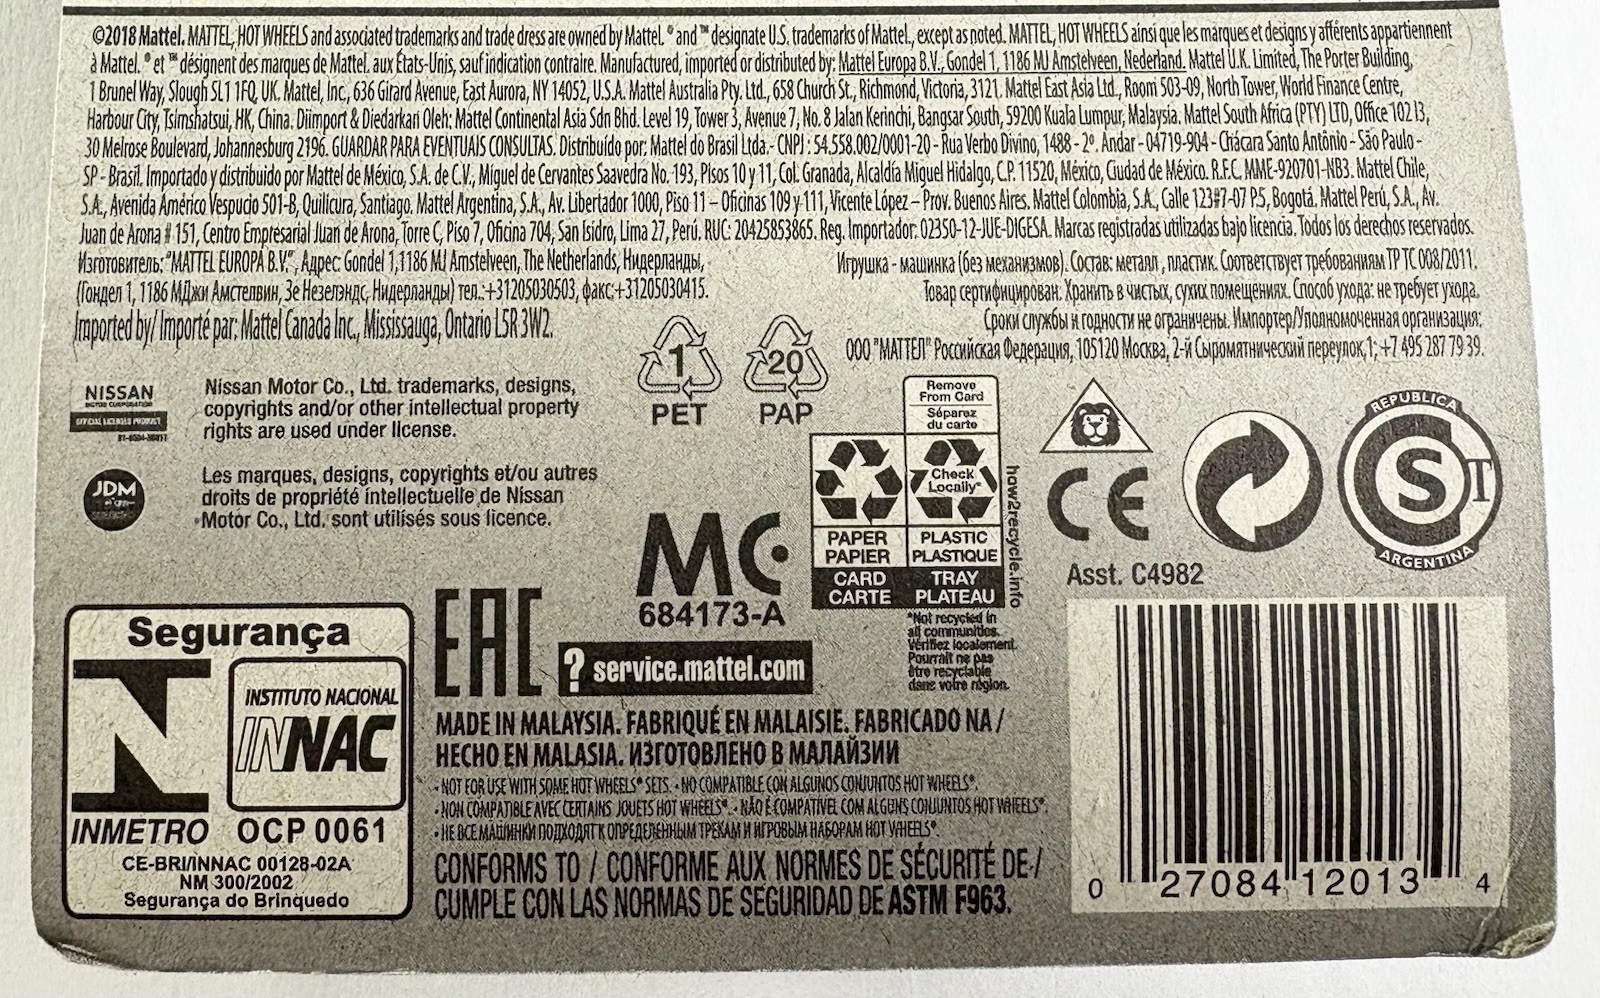 ©2018 Mattel. MATTEL, HOT WHEELS and associated trademarks and trade dress are owned by Mattel. ® and ™ designate U.S. trademarks of Mattel, except as noted. MATTEL, HOT WHEELS ainsi que les marques et designs y afférents appartiennent
à Mattel. ® et ™ désignent des marques de Mattel aux États-Unis, sauf indication contraire. Manufactured, imported or distributed by: Mattel Europa B.V., Gondel 1, 1186 MJ Amstelveen, Nederland. Mattel U.K. Limited, The Porter Building,
1 Brunel Way, Slough SL1 1FQ, UK. Mattel, Inc., 636 Girard Avenue, East Aurora, NY 14052, U.S.A. Mattel Australia Pty. Ltd., 658 Church St., Richmond, Victoria, 3121. Mattel East Asia Ltd., Room 503-09, North Tower, World Finance Centre,
Harbour City, Tsimshatsui, HK, China. Diimport & Diedarkan Oleh: Mattel Continental Asia Sdn Bhd. Level 19, Tower 3, Avenue 7, No. 8 Jalan Kerinchi, Bangsar South, 59200 Kuala Lumpur, Malaysia. Mattel South Africa (PTY) LTD, Office 102 I3,
30 Melrose Boulevard, Johannesburg 2196. GUARDAR PARA EVENTUAIS CONSULTAS. Distribuído por: Mattel do Brasil Ltda.- CNPJ : 54.558.002/0001-20 - Rua Verbo Divino, 1488 - 2º. Andar - 04719-904 - Chácara Santo Antônio - São Paulo -
SP - Brasil. Importado y distribuido por Mattel de México, S.A. de C.V., Miguel de Cervantes Saavedra No. 193, Pisos 10 y 11, Col. Granada, Alcaldía Miguel Hidalgo, C.P. 11520, México, Ciudad de México. R.F.C. MME-920701-NB3. Mattel Chile,
S.A., Avenida Américo Vespucio 501-B, Quilicura, Santiago. Mattel Argentina, S.A., Av. Libertador 1000, Piso 11 – Oficinas 109 y 111, Vicente López – Prov. Buenos Aires. Mattel Colombia, S.A., Calle 123#7-07 P5, Bogotá. Mattel Perú, S.A., Av.
Juan de Arona # 151, Centro Empresarial Juan de Arona, Torre C, Piso 7, Oficina 704, San Isidro, Lima 27, Perú. RUC: 20425853865. Reg. Importador: 02350-12-JUE-DIGESA. Marcas registradas utilizadas bajo licencia. Todos los derechos reservados.
Изготовитель: "MATTEL EUROPA B.V.", Адрес: Gondel 1,1186 MJ Amstelveen, The Netherlands, Нидерланды,
(Гондел 1, 1186 МДжи Амстелвин, Зе Незелэндс, Нидерланды) тел.:+31205030503, факс:+31205030415.
Imported by/ Importé par: Mattel Canada Inc., Mississauga, Ontario L5R 3W2.
Игрушка - машинка (без механизмов). Состав: металл , пластик. Соответствует требованиям ТР ТС 008/2011.
Товар сертифицирован. Хранить в чистых, сухих помещениях. Способ ухода: не требует ухода.
Сроки службы и годности не ограничены. Импортер/Уполномоченная организация:
ООО "МАТТЕЛ" Российская Федерация, 105120 Москва, 2-й Сыромятнический переулок,1; +7 495 287 79 39.
NISSAN
Nissan Motor Co., Ltd. trademarks, designs,
copyrights and/or other intellectual property
rights are used under license.
JDM
Les marques, designs, copyrights et/ou autres
droits de propriété intellectuelle de Nissan
Motor Co., Ltd. sont utilisés sous licence.
1
PET
20
PAP
Remove
From Card
Séparez
du carte
Check
Locally*
PAPER
PAPIER
PLASTIC
PLASTIQUE
CARD
CARTE
TRAY
PLATEAU
how2recycle.info
*Not recycled in
all communities.
Vérifiez localement.
Pourrait ne pas
être recyclable
dans votre région.
CE
REPUBLICA
S T
ARGENTINA
MC
684173-A
Asst. C4982
EAC
? service.mattel.com
Segurança
INSTITUTO NACIONAL
INNAC
INMETRO OCP 0061
CE-BRI/INNAC 00128-02A
NM 300/2002
Segurança do Brinquedo
MADE IN MALAYSIA. FABRIQUÉ EN MALAISIE. FABRICADO NA /
HECHO EN MALASIA. ИЗГОТОВЛЕНО В МАЛАЙЗИИ
• NOT FOR USE WITH SOME HOT WHEELS® SETS. • NO COMPATIBLE CON ALGUNOS CONJUNTOS HOT WHEELS®.
• NON COMPATIBLE AVEC CERTAINS JOUETS HOT WHEELS®. • NÃO É COMPATÍVEL COM ALGUNS CONJUNTOS HOT WHEELS®.
• НЕ ВСЕ МАШИНКИ ПОДХОДЯТ К ОПРЕДЕЛЕННЫМ ТРЕКАМ И ИГРОВЫМ НАБОРАМ HOT WHEELS®.
CONFORMS TO / CONFORME AUX NORMES DE SÉCURITÉ DE /
CUMPLE CON LAS NORMAS DE SEGURIDAD DE ASTM F963.
0 27084 12013 4